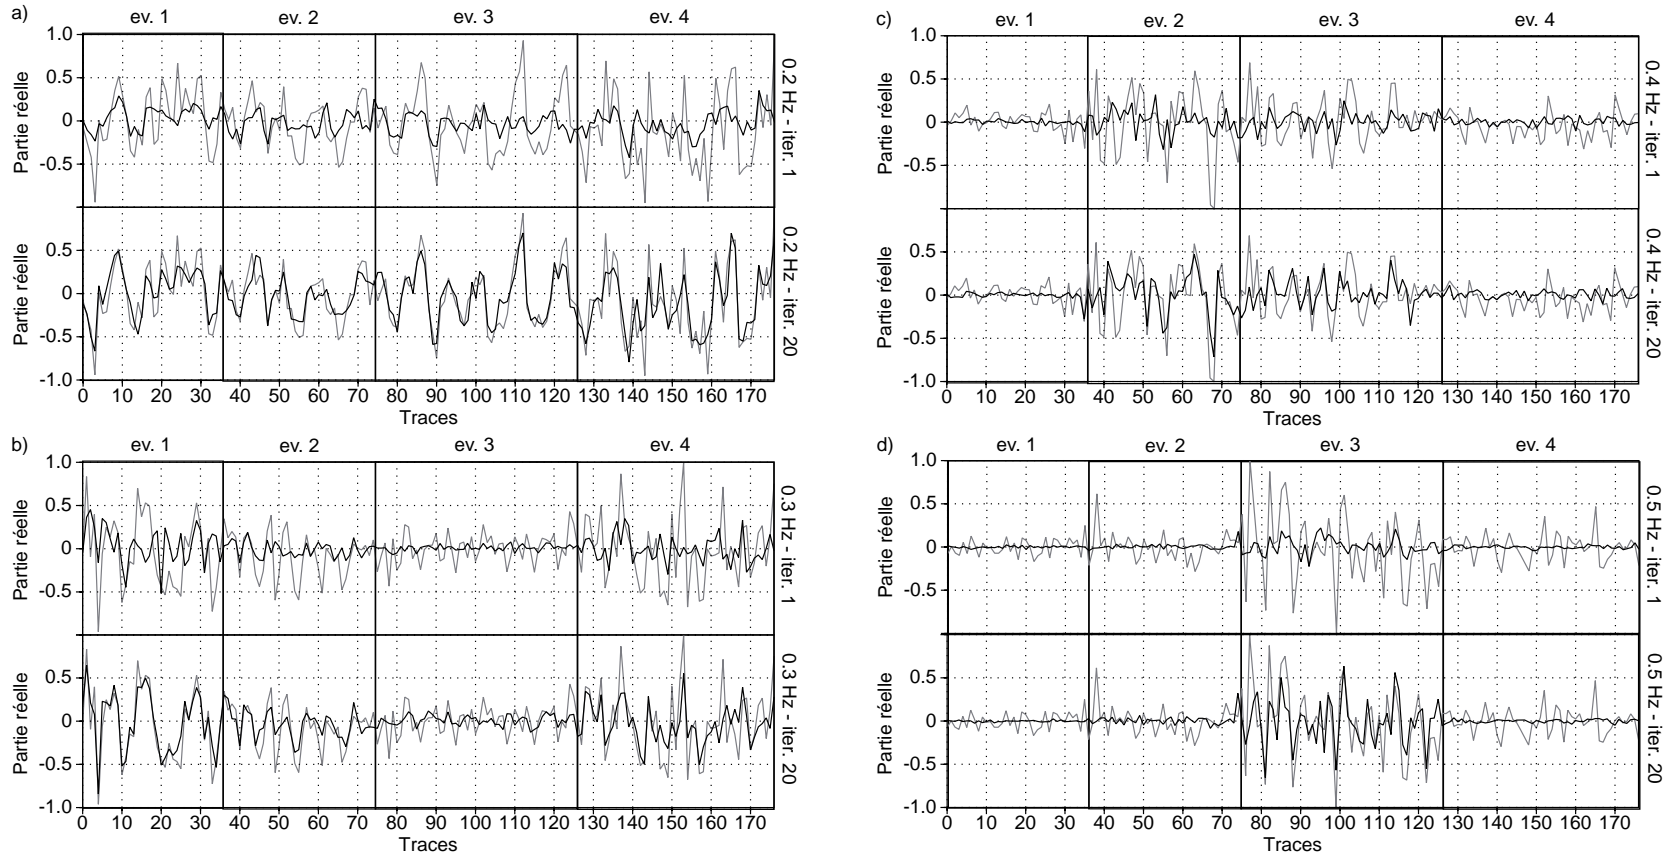 a)
ev. 1 ev. 2 ev. 3 ev. 4
1.0
0.5
0
-0.5
Partie réelle
0.2 Hz - iter. 1
0.5
0
-0.5
-1.0
Partie réelle
0.2 Hz - iter. 20
0 10 20 30 40 50 60 70 80 90 100 110 120 130 140 150 160 170
Traces
b)
ev. 1 ev. 2 ev. 3 ev. 4
1.0
0.5
0
-0.5
Partie réelle
0.3 Hz - iter. 1
0.5
0
-0.5
-1.0
Partie réelle
0.3 Hz - iter. 20
0 10 20 30 40 50 60 70 80 90 100 110 120 130 140 150 160 170
Traces
c)
ev. 1 ev. 2 ev. 3 ev. 4
1.0
0.5
0
-0.5
Partie réelle
0.4 Hz - iter. 1
0.5
0
-0.5
-1.0
Partie réelle
0.4 Hz - iter. 20
0 10 20 30 40 50 60 70 80 90 100 110 120 130 140 150 160 170
Traces
d)
ev. 1 ev. 2 ev. 3 ev. 4
1.0
0.5
0
-0.5
Partie réelle
0.5 Hz - iter. 1
0.5
0
-0.5
-1.0
Partie réelle
0.5 Hz - iter. 20
0 10 20 30 40 50 60 70 80 90 100 110 120 130 140 150 160 170
Traces